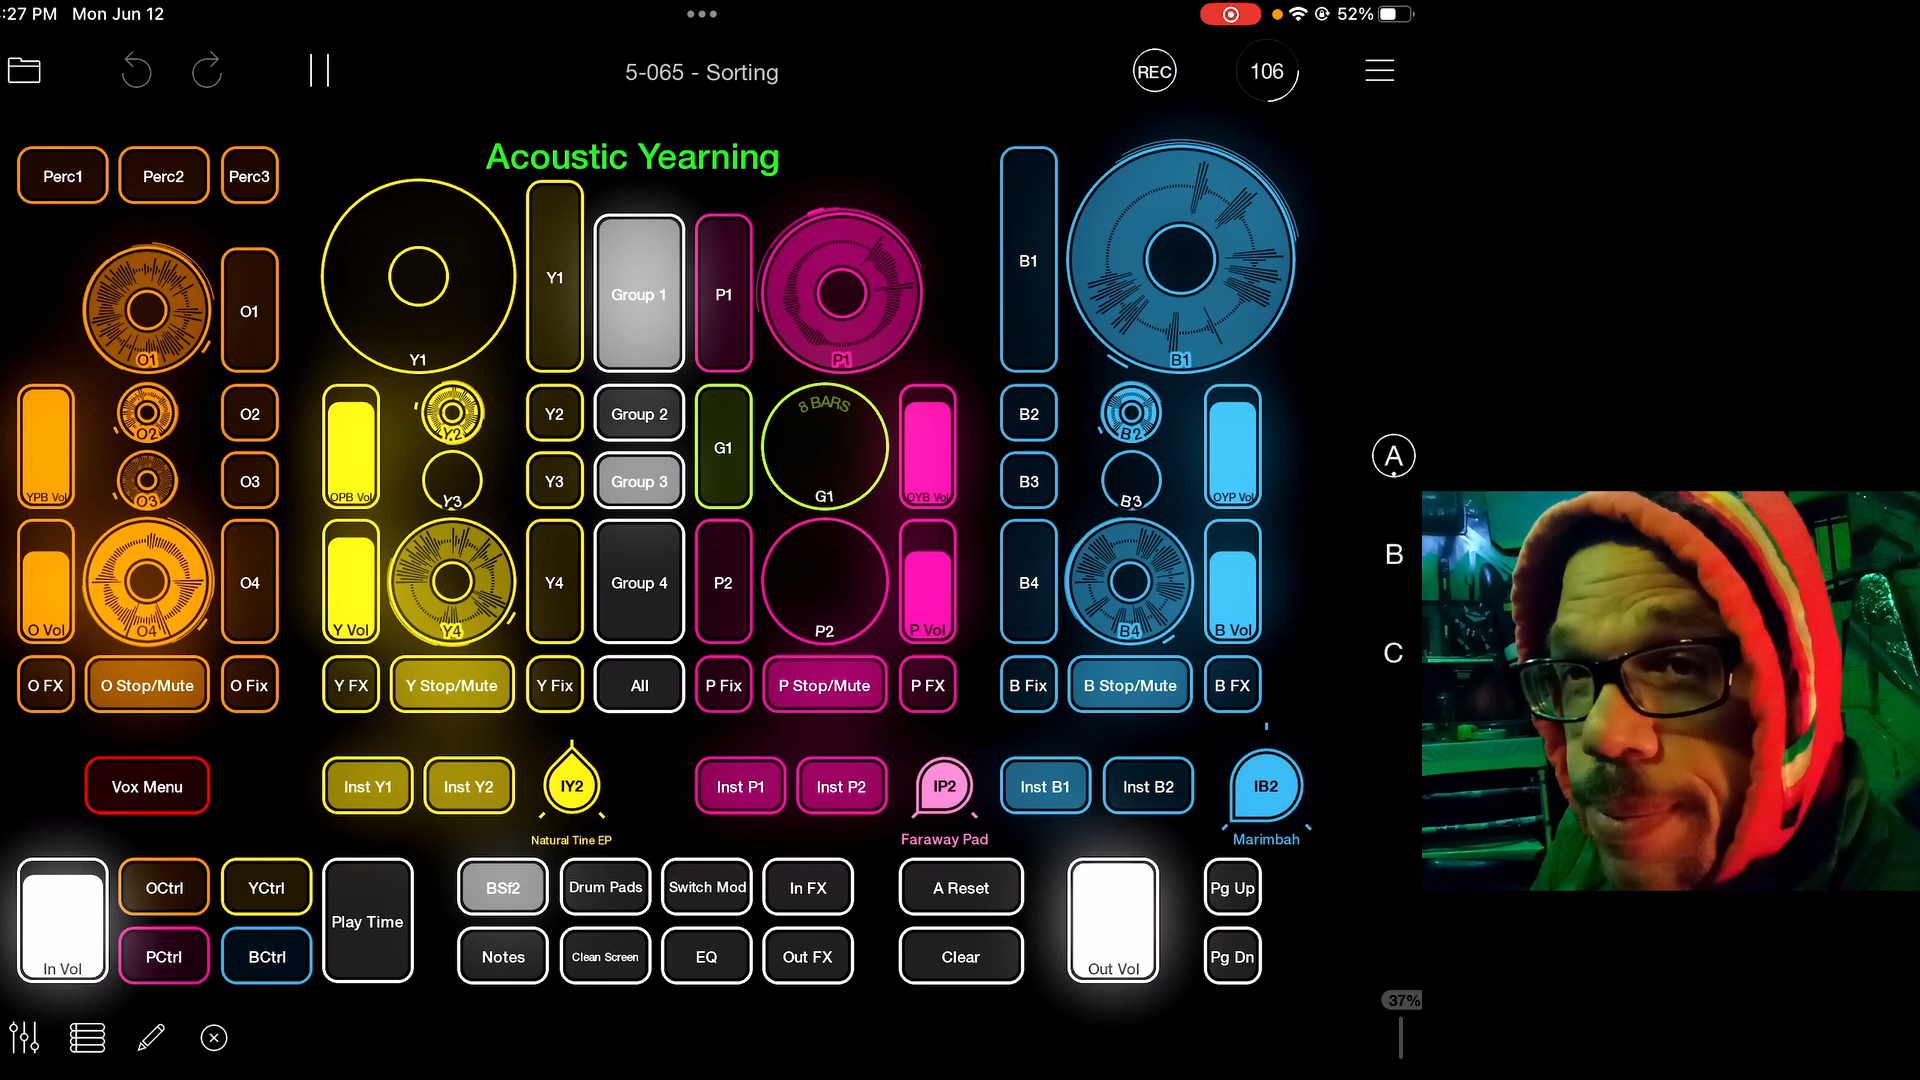 :27 PM Mon Jun 12
52%
5-065 - Sorting
REC
106
Acoustic Yearning
Perc1 Perc2 Perc3
O1 O1
Y1 Y1
Group 1
P1 P1
B1 B1
YPB Vol
O2 O2
O3 O3
OPB Vol
Y2 Y2
Y3 Y3
Group 2
Group 3
G1
8 BARS
G1
OYB Vol
B2 B2
B3 B3
OYP Vol
A
B
C
O Vol O4 O4
Y Vol Y4 Y4
Group 4
P2 P2 P Vol
B4 B4 B Vol
O FX O Stop/Mute O Fix Y FX Y Stop/Mute Y Fix All P Fix P Stop/Mute P FX B Fix B Stop/Mute B FX
Vox Menu Inst Y1 Inst Y2 IY2 Inst P1 Inst P2 IP2 Inst B1 Inst B2 IB2
Natural Tine EP Faraway Pad Marimbah
In Vol OCtrl YCtrl Play Time BSf2 Drum Pads Switch Mod In FX A Reset Out Vol Pg Up
PCtrl BCtrl Notes Clean Screen EQ Out FX Clear Pg Dn
37%